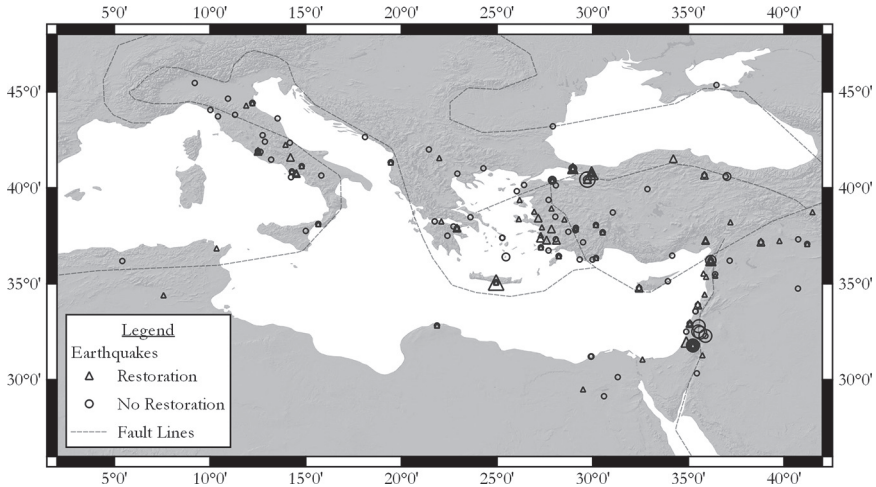 5°0' 10°0' 15°0' 20°0' 25°0' 30°0' 35°0' 40°0'
45°0' 45°0'
40°0' 40°0'
35°0' 35°0'
30°0' 30°0'
Legend
Earthquakes
Restoration
No Restoration
Fault Lines
5°0' 10°0' 15°0' 20°0' 25°0' 30°0' 35°0' 40°0'